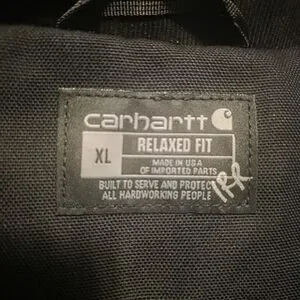 carhartt
XL
RELAXED FIT
MADE IN USA
OF IMPORTED PARTS
BUILT TO SERVE AND PROTECT
ALL HARDWORKING PEOPLE